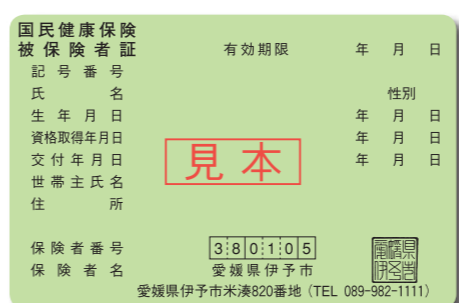 国民健康保険
被保険者証 有効期限 年 月 日
記号番号
氏名 性別
生年月日 年 月 日
資格取得年月日 年 月 日
交付年月日 年 月 日
世帯主氏名
住所
見本
保険者番号 380105
保険者名 愛媛県伊予市
愛媛県伊予市米湊820番地（TEL 089-982-1111）